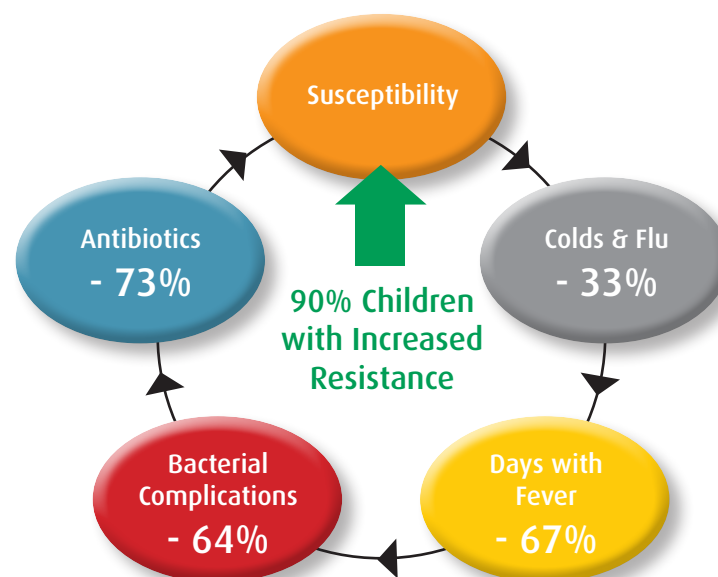 Susceptibility
Colds & Flu
- 33%
Days with
Fever
- 67%
Bacterial
Complications
- 64%
Antibiotics
- 73%
90% Children
with Increased
Resistance